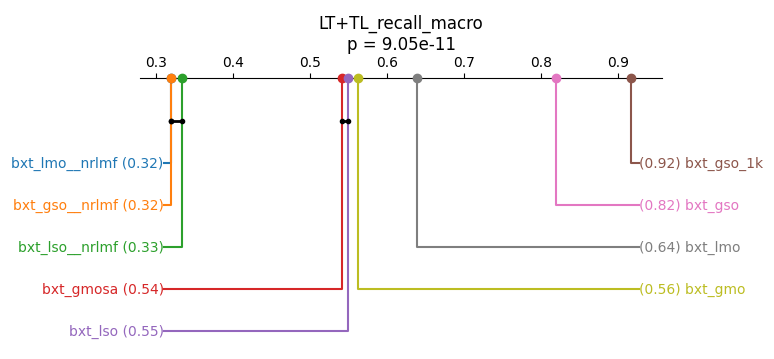 LT+TL_recall_macro
p = 9.05e-11
0.3 0.4 0.5 0.6 0.7 0.8 0.9
bxt_lmo__nrlmf (0.32)
(0.92) bxt_gso_1k
bxt_gso__nrlmf (0.32)
(0.82) bxt_gso
bxt_lso__nrlmf (0.33)
(0.64) bxt_lmo
bxt_gmosa (0.54)
(0.56) bxt_gmo
bxt_lso (0.55)